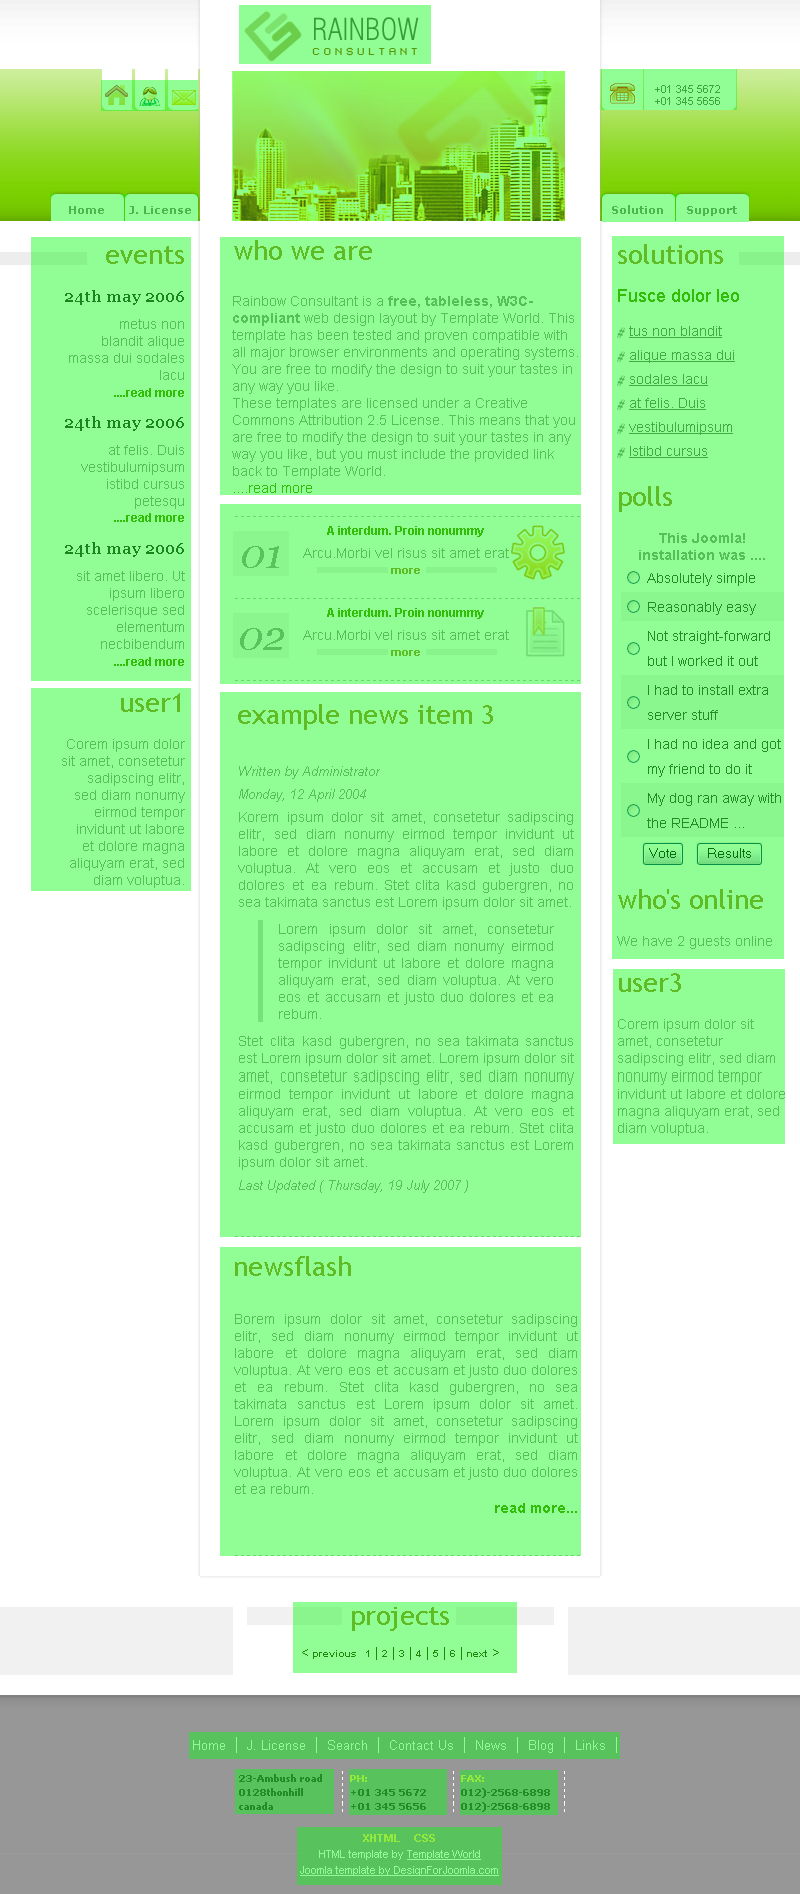 RAINBOW
CONSULTANT
+01 345 5672
+01 345 5656
Home
J. License
Solution
Support
events
24th may 2006
metus non
blandit alique
massa dui sodales
lacu
....read more
24th may 2006
at felis. Duis
vestibulumipsum
istibd cursus
petesqu
....read more
24th may 2006
sit amet libero. Ut
ipsum libero
scelerisque sed
elementum
necbibendum
....read more
user1
Corem ipsum dolor
sit amet, consetetur
sadipscing elitr,
sed diam nonumy
eirmod tempor
invidunt ut labore
et dolore magna
aliquyam erat, sed
diam voluptua.
who we are
Rainbow Consultant is a free, tableless, W3C-
compliant web design layout by Template World. This
template has been tested and proven compatible with
all major browser environments and operating systems.
You are free to modify the design to suit your tastes in
any way you like.
These templates are licensed under a Creative
Commons Attribution 2.5 License. This means that you
are free to modify the design to suit your tastes in any
way you like, but you must include the provided link
back to Template World.
....read more
01
A interdum. Proin nonummy
Arcu.Morbi vel risus sit amet erat
more
02
A interdum. Proin nonummy
Arcu.Morbi vel risus sit amet erat
more
example news item 3
Written by Administrator
Monday, 12 April 2004
Korem ipsum dolor sit amet, consetetur sadipscing
elitr, sed diam nonumy eirmod tempor invidunt ut
labore et dolore magna aliquyam erat, sed diam
voluptua. At vero eos et accusam et justo duo
dolores et ea rebum. Stet clita kasd gubergren, no
sea takimata sanctus est Lorem ipsum dolor sit amet.
Lorem ipsum dolor sit amet, consetetur
sadipscing elitr, sed diam nonumy eirmod
tempor invidunt ut labore et dolore magna
aliquyam erat, sed diam voluptua. At vero
eos et accusam et justo duo dolores et ea
rebum.
Stet clita kasd gubergren, no sea takimata sanctus
est Lorem ipsum dolor sit amet. Lorem ipsum dolor sit
amet, consetetur sadipscing elitr, sed diam nonumy
eirmod tempor invidunt ut labore et dolore magna
aliquyam erat, sed diam voluptua. At vero eos et
accusam et justo duo dolores et ea rebum. Stet clita
kasd gubergren, no sea takimata sanctus est Lorem
ipsum dolor sit amet.
Last Updated ( Thursday, 19 July 2007 )
newsflash
Borem ipsum dolor sit amet, consetetur sadipscing
elitr, sed diam nonumy eirmod tempor invidunt ut
labore et dolore magna aliquyam erat, sed diam
voluptua. At vero eos et accusam et justo duo dolores
et ea rebum. Stet clita kasd gubergren, no sea
takimata sanctus est Lorem ipsum dolor sit amet.
Lorem ipsum dolor sit amet, consetetur sadipscing
elitr, sed diam nonumy eirmod tempor invidunt ut
labore et dolore magna aliquyam erat, sed diam
voluptua. At vero eos et accusam et justo duo dolores
et ea rebum.
read more...
solutions
Fusce dolor leo
tus non blandit
alique massa dui
sodales lacu
at felis. Duis
vestibulumipsum
Istibd cursus
polls
This Joomla!
installation was ....
Absolutely simple
Reasonably easy
Not straight-forward
but I worked it out
I had to install extra
server stuff
I had no idea and got
my friend to do it
My dog ran away with
the README ...
Vote
Results
who's online
We have 2 guests online
user3
Corem ipsum dolor sit
amet, consetetur
sadipscing elitr, sed diam
nonumy eirmod tempor
invidunt ut labore et dolore
magna aliquyam erat, sed
diam voluptua.
projects
< previous 1 | 2 | 3 | 4 | 5 | 6 | next >
Home | J. License | Search | Contact Us | News | Blog | Links |
23-Ambush road
0128thonhill
canada
PH:
+01 345 5672
+01 345 5656
FAX:
012)-2568-6898
012)-2568-6898
XHTML CSS
HTML template by Template World
Joomla template by DesignForJoomla.com